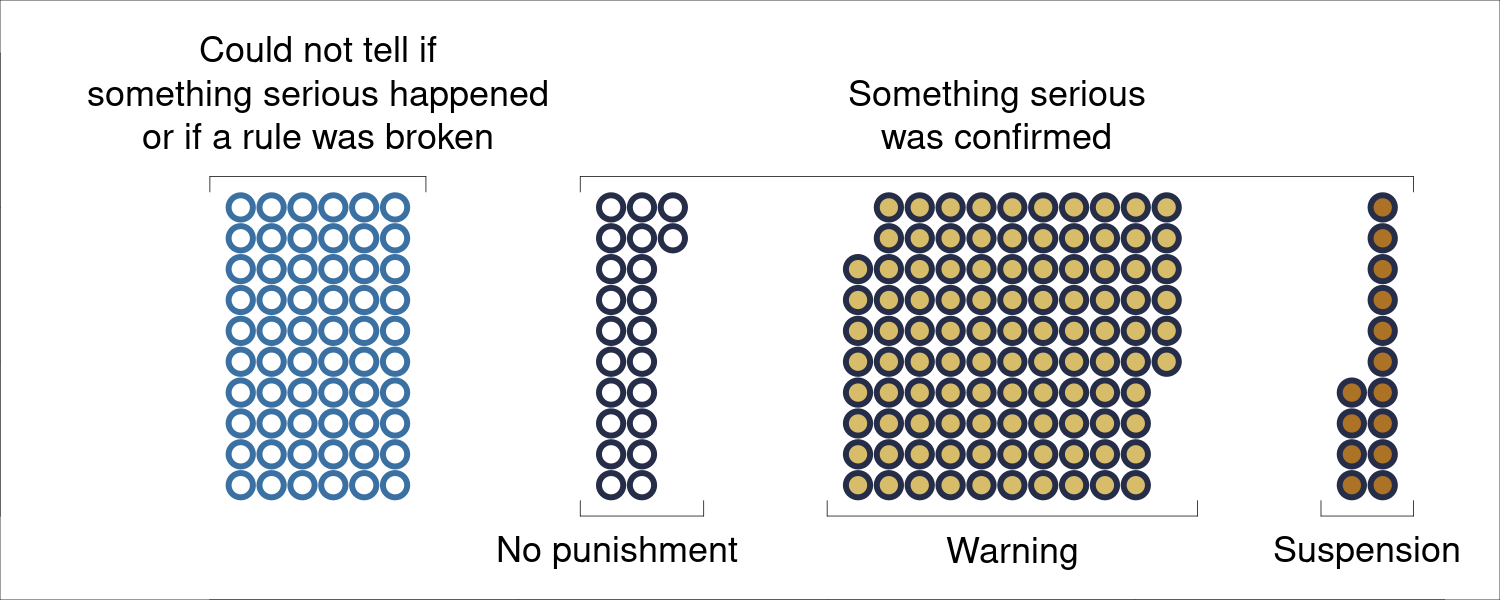 Could not tell if
something serious happened
or if a rule was broken
Something serious
was confirmed
No punishment
Warning
Suspension